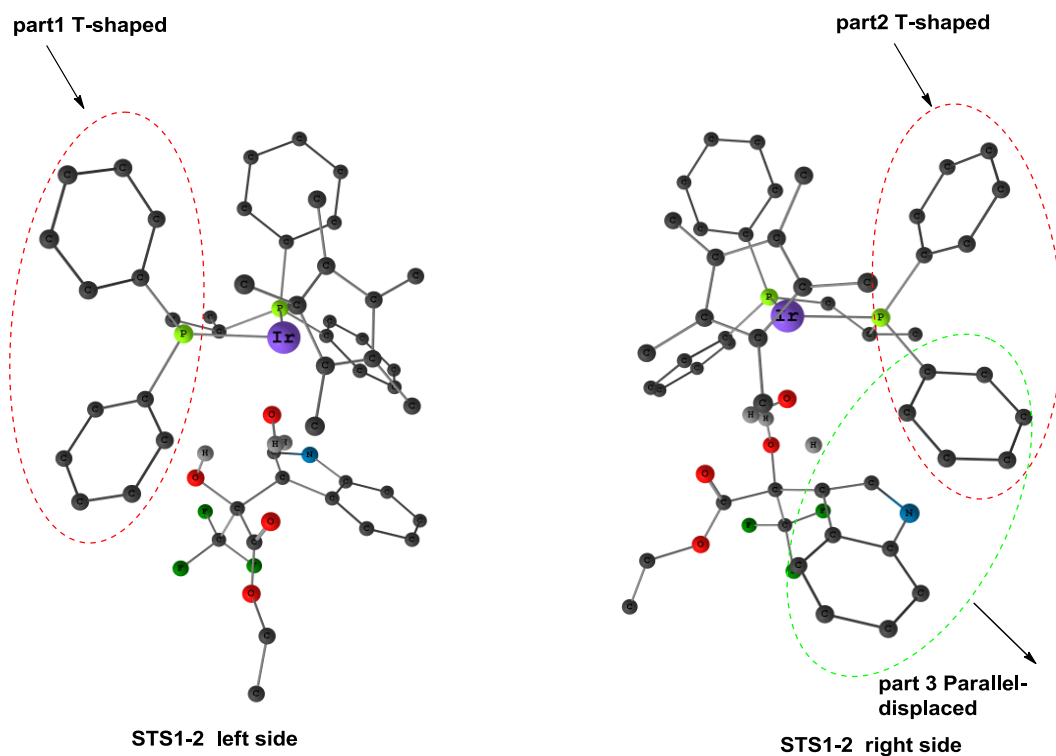 part1 T-shaped
part2 T-shaped
part 3 Parallel-
displaced
STS1-2 left side
STS1-2 right side